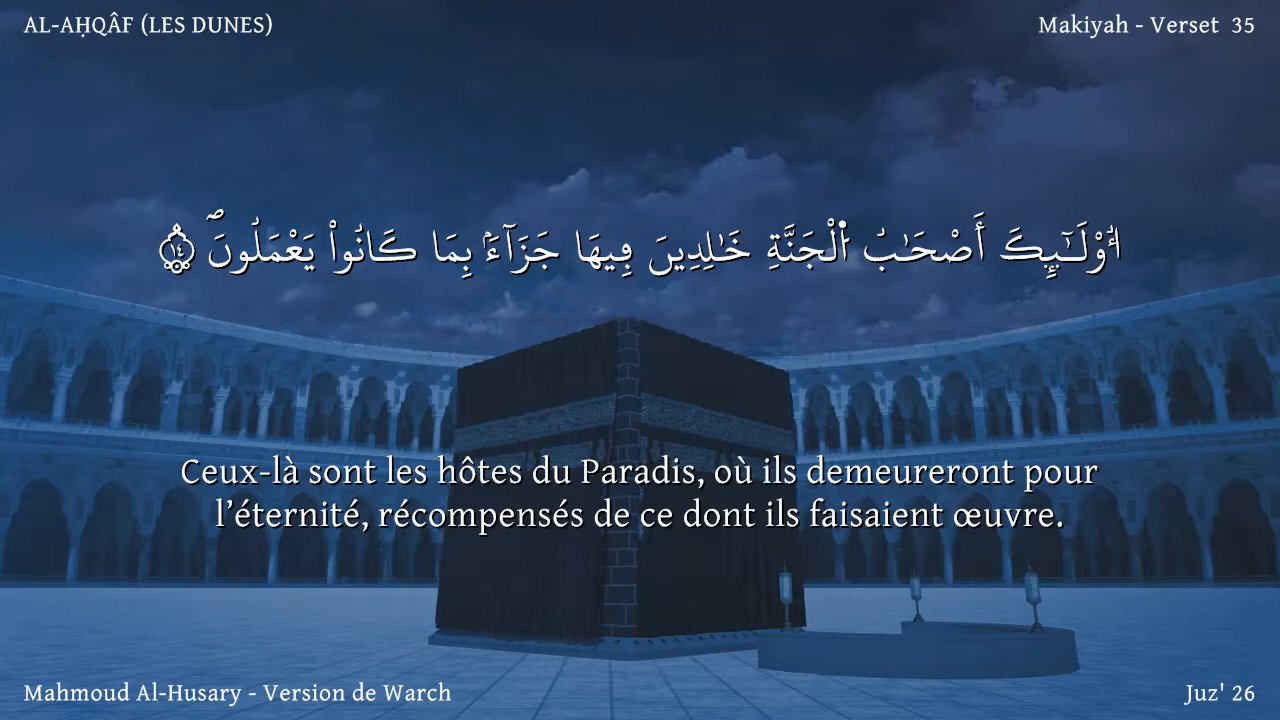 AL-AḤQÂF (LES DUNES)
Makiyah - Verset 35
اُوْلَٰٓئِكَ أَصْحَٰبُ اُ۬لْجَنَّةِ خَٰلِدِينَ فِيهَا جَزَآءَۢ بِمَا كَانُواْ يَعْمَلُونَۖ ١٤
Ceux-là sont les hôtes du Paradis, où ils demeureront pour
l’éternité, récompensés de ce dont ils faisaient œuvre.
Mahmoud Al-Husary - Version de Warch
Juz' 26